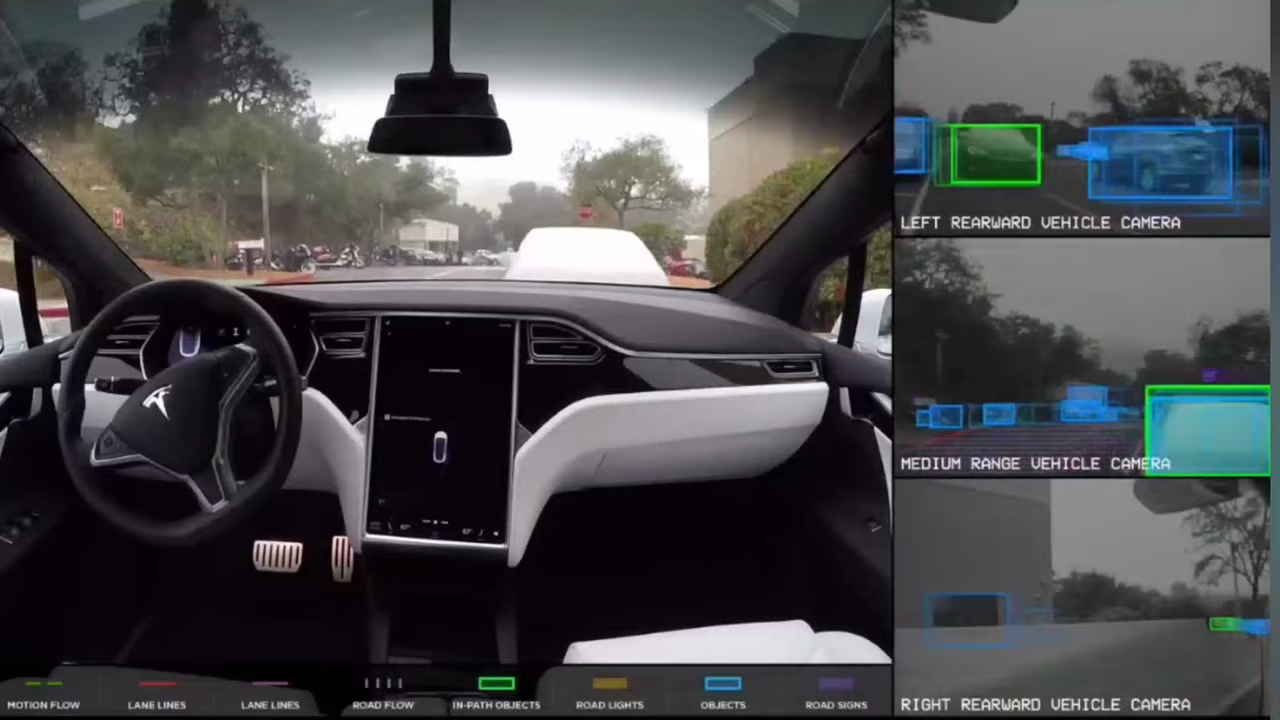 LEFT REARWARD VEHICLE CAMERA
MEDIUM RANGE VEHICLE CAMERA
RIGHT REARWARD VEHICLE CAMERA
MOTION FLOW
LANE LINES
LANE LINES
ROAD FLOW
IN-PATH OBJECTS
ROAD LIGHTS
OBJECTS
ROAD SIGNS